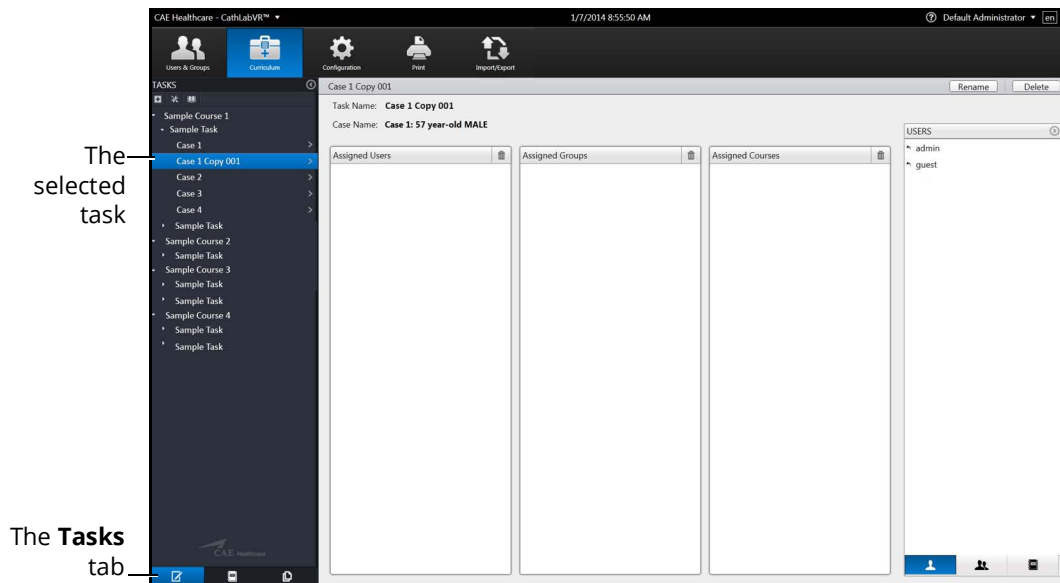 CAE Healthcare - CathLabVR™
1/7/2014 8:55:50 AM
Default Administrator
en
Users & Groups
Curriculum
Configuration
Print
Import/Export
TASKS
Case 1 Copy 001
Rename
Delete
Task Name: Case 1 Copy 001
Case Name: Case 1: 57 year-old MALE
Sample Course 1
Sample Task
Case 1
Case 1 Copy 001
Case 2
Case 3
Case 4
Sample Task
Sample Course 2
Sample Task
Sample Course 3
Sample Task
Sample Task
Sample Course 4
Sample Task
Sample Task
Assigned Users
Assigned Groups
Assigned Courses
USERS
admin
guest
The
selected
task
CAE Healthcare
The Tasks
tab